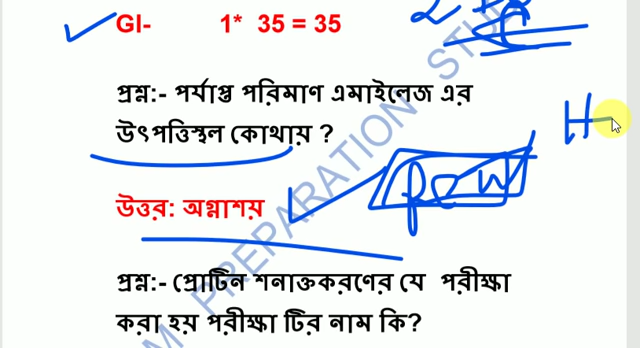 GI- 1* 35 = 35
প্রশ্ন:- পর্যাপ্ত পরিমাণ এমাইলেজ এর
উৎপত্তিস্থল কোথায় ?
উত্তর: অগ্নাশয়
প্রশ্ন:- প্রোটিন শনাক্তকরণের যে পরীক্ষা
করা হয় পরীক্ষা টির নাম কি?
PREPARATION